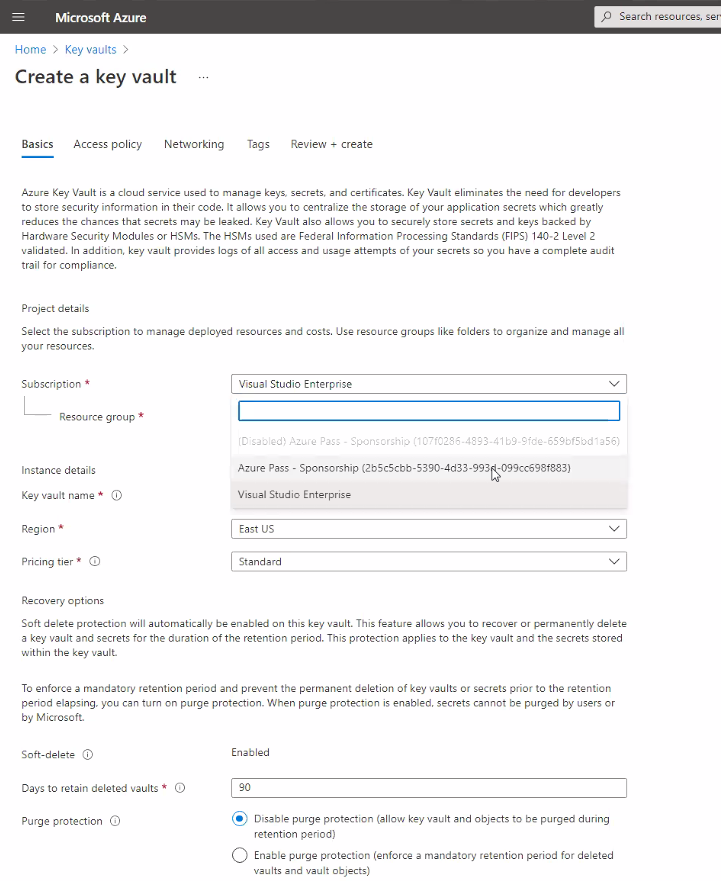 Microsoft Azure
Search resources, ser
Home > Key vaults >
Create a key vault ...
Basics Access policy Networking Tags Review + create
Azure Key Vault is a cloud service used to manage keys, secrets, and certificates. Key Vault eliminates the need for developers
to store security information in their code. It allows you to centralize the storage of your application secrets which greatly
reduces the chances that secrets may be leaked. Key Vault also allows you to securely store secrets and keys backed by
Hardware Security Modules or HSMs. The HSMs used are Federal Information Processing Standards (FIPS) 140-2 Level 2
validated. In addition, key vault provides logs of all access and usage attempts of your secrets so you have a complete audit
trail for compliance.
Project details
Select the subscription to manage deployed resources and costs. Use resource groups like folders to organize and manage all
your resources.
Subscription *
Visual Studio Enterprise
Resource group *
(Disabled) Azure Pass - Sponsorship (107f0286-4893-41b9-9fde-659bf5bd1a56)
Azure Pass - Sponsorship (2b5c5cbb-5390-4d33-993d-099cc698f883)
Visual Studio Enterprise
Instance details
Key vault name *
Region *
East US
Pricing tier *
Standard
Recovery options
Soft delete protection will automatically be enabled on this key vault. This feature allows you to recover or permanently delete
a key vault and secrets for the duration of the retention period. This protection applies to the key vault and the secrets stored
within the key vault.
To enforce a mandatory retention period and prevent the permanent deletion of key vaults or secrets prior to the retention
period elapsing, you can turn on purge protection. When purge protection is enabled, secrets cannot be purged by users or
by Microsoft.
Soft-delete
Enabled
Days to retain deleted vaults *
90
Purge protection
Disable purge protection (allow key vault and objects to be purged during
retention period)
Enable purge protection (enforce a mandatory retention period for deleted
vaults and vault objects)